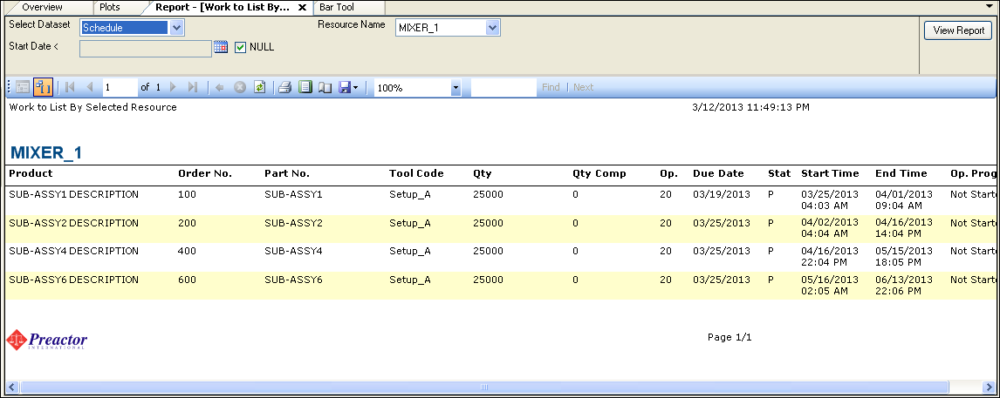 Overview Plots Report - [Work to List By... Bar Tool
Select Dataset Schedule Resource Name MIXER_1 View Report
Start Date < NULL
1 of 1 100% Find | Next
Work to List By Selected Resource 3/12/2013 11:49:13 PM
MIXER_1
Product Order No. Part No. Tool Code Qty Qty Comp Op. Due Date Stat Start Time End Time Op. Prog
SUB-ASSY1 DESCRIPTION 100 SUB-ASSY1 Setup_A 25000 0 20 03/19/2013 P 03/25/2013 04/01/2013 Not Starte
04:03 AM 09:04 AM
SUB-ASSY2 DESCRIPTION 200 SUB-ASSY2 Setup_A 25000 0 20 03/25/2013 P 04/02/2013 04/16/2013 Not Starte
04:04 AM 14:04 PM
SUB-ASSY4 DESCRIPTION 400 SUB-ASSY4 Setup_A 25000 0 20 03/25/2013 P 04/16/2013 05/15/2013 Not Starte
22:04 PM 18:05 PM
SUB-ASSY6 DESCRIPTION 600 SUB-ASSY6 Setup_A 25000 0 20 03/25/2013 P 05/16/2013 06/13/2013 Not Starte
02:05 AM 22:06 PM
Preactor Page 1/1
INTERNATIONAL